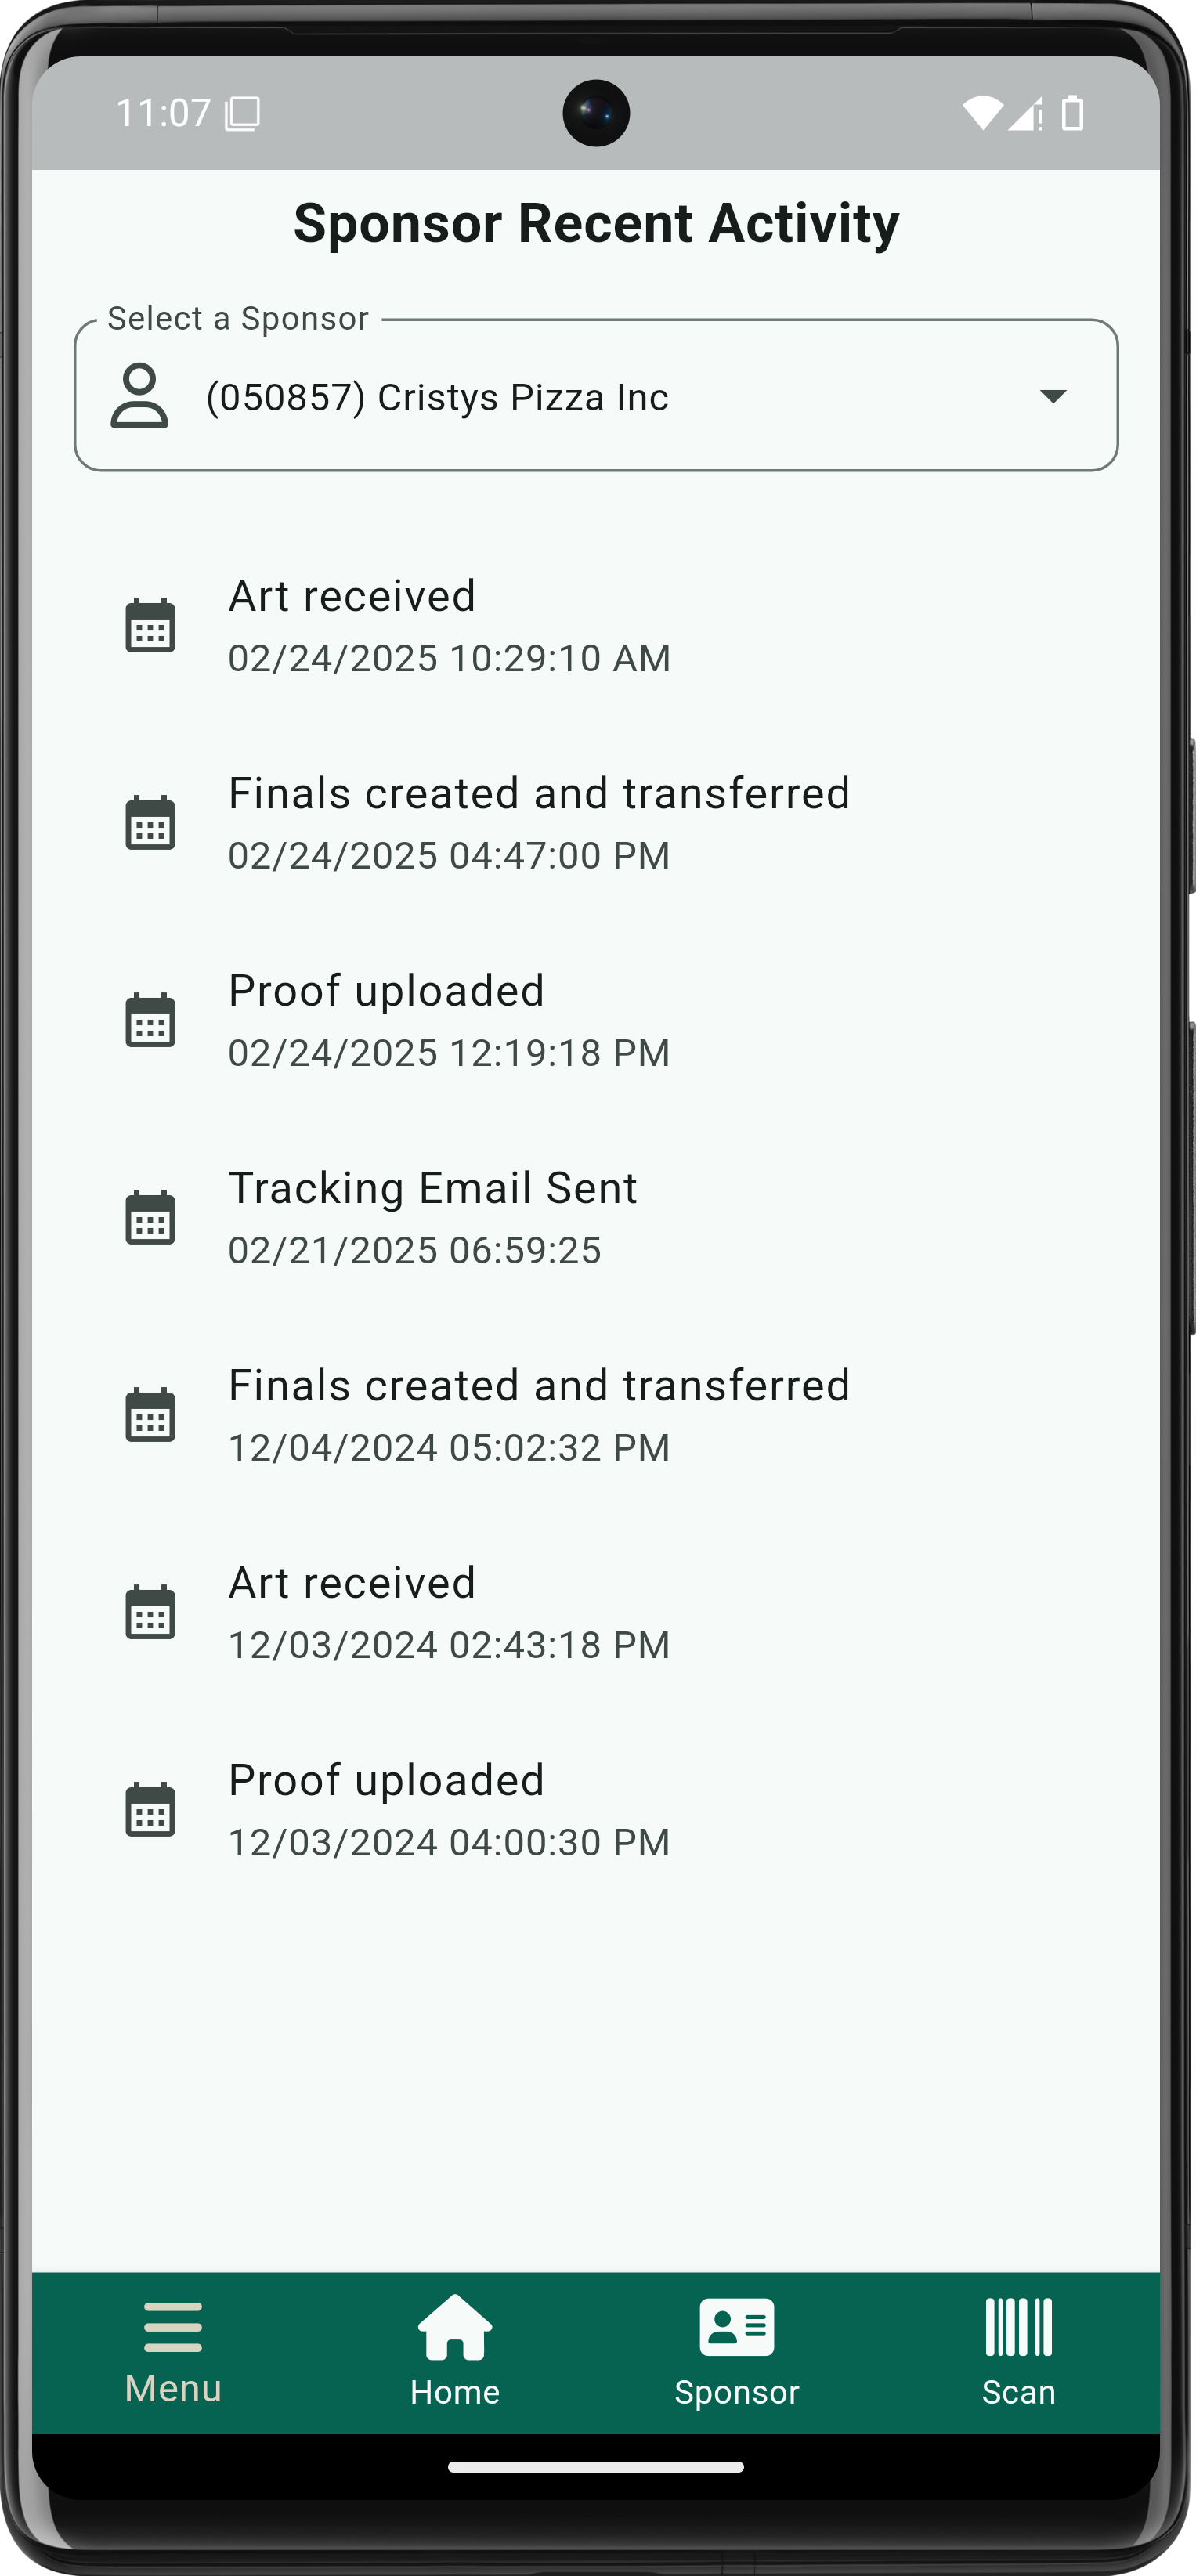 11:07
Sponsor Recent Activity
Select a Sponsor
(050857) Cristys Pizza Inc
Art received
02/24/2025 10:29:10 AM
Finals created and transferred
02/24/2025 04:47:00 PM
Proof uploaded
02/24/2025 12:19:18 PM
Tracking Email Sent
02/21/2025 06:59:25
Finals created and transferred
12/04/2024 05:02:32 PM
Art received
12/03/2024 02:43:18 PM
Proof uploaded
12/03/2024 04:00:30 PM
Menu Home Sponsor Scan